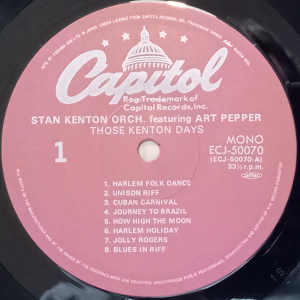 Capitol
Reg. Trademark of
Capitol Records, Inc.
STAN KENTON ORCH. featuring ART PEPPER
THOSE KENTON DAYS
1
MONO
ECJ-50070
(ECJ-50070-A)
33⅓ r.p.m.
1. HARLEM FOLK DANCE
2. UNISON RIFF
3. CUBAN CARNIVAL
4. JOURNEY TO BRAZIL
5. HOW HIGH THE MOON
6. HARLEM HOLIDAY
7. JOLLY ROGERS
8. BLUES IN RIFF